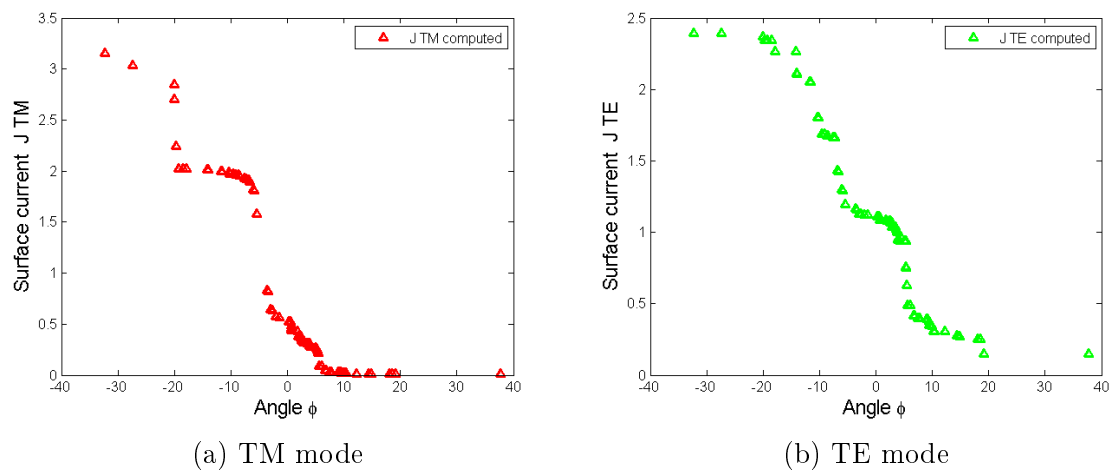 3.5
3
2.5
2
1.5
1
0.5
0
-40 -30 -20 -10 0 10 20 30 40
Surface current J TM
Angle ϕ
J TM computed
(a) TM mode
2.5
2
1.5
1
0.5
0
-40 -30 -20 -10 0 10 20 30 40
Surface current J TE
Angle ϕ
J TE computed
(b) TE mode